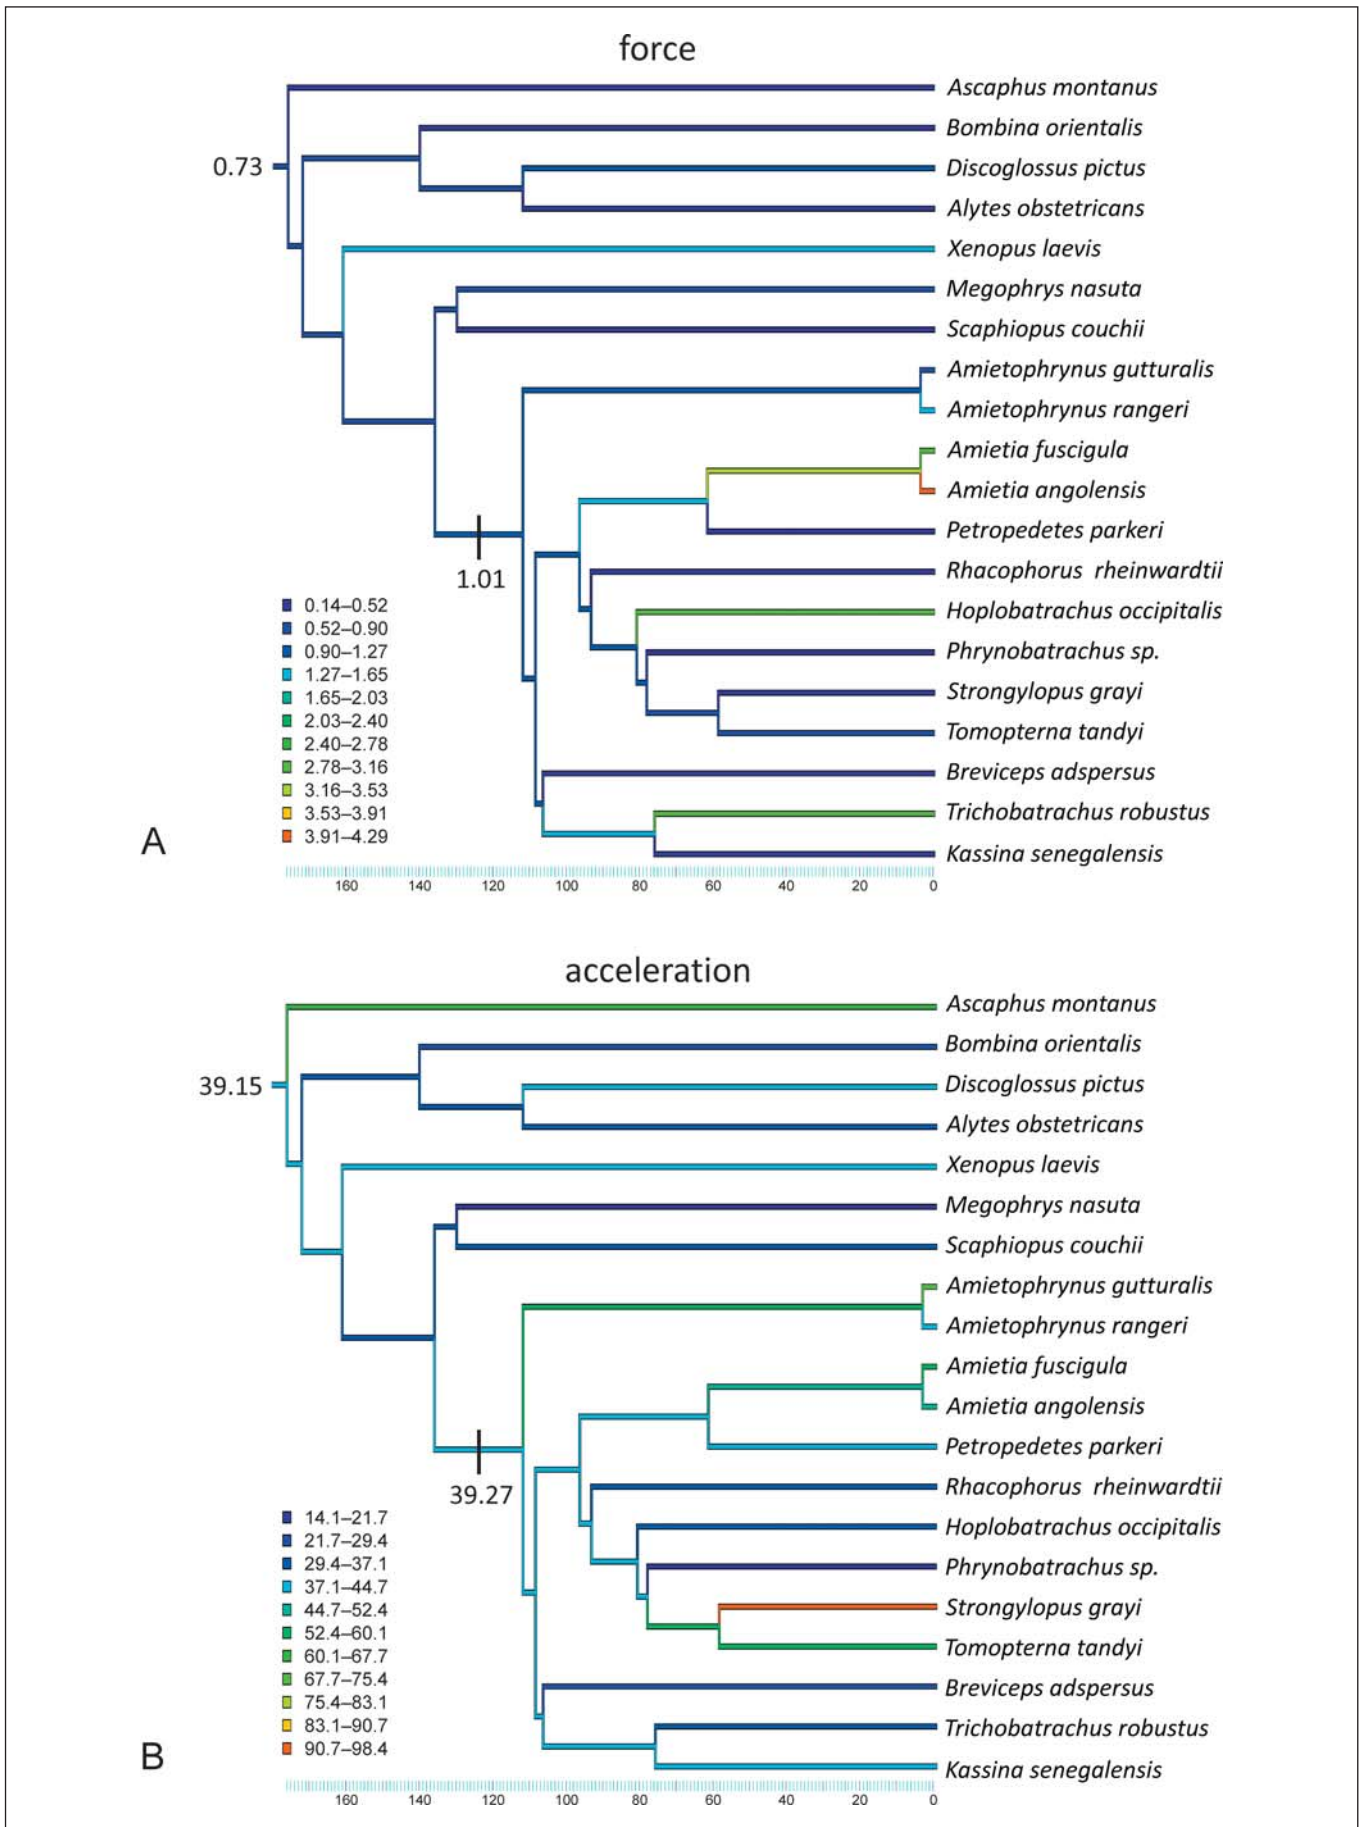 force
Ascaphus montanus
Bombina orientalis
0.73
Discoglossus pictus
Alytes obstetricans
Xenopus laevis
Megophrys nasuta
Scaphiopus couchii
Amietophrynus gutturalis
Amietophrynus rangeri
Amietia fuscigula
Amietia angolensis
Petropedetes parkeri
1.01
Rhacophorus rheinwardtii
Hoplobatrachus occipitalis
Phrynobatrachus sp.
Strongylopus grayi
Tomopterna tandyi
Breviceps adspersus
Trichobatrachus robustus
Kassina senegalensis
0.14–0.52
0.52–0.90
0.90–1.27
1.27–1.65
1.65–2.03
2.03–2.40
2.40–2.78
2.78–3.16
3.16–3.53
3.53–3.91
3.91–4.29
A
160 140 120 100 80 60 40 20 0
acceleration
Ascaphus montanus
Bombina orientalis
39.15
Discoglossus pictus
Alytes obstetricans
Xenopus laevis
Megophrys nasuta
Scaphiopus couchii
Amietophrynus gutturalis
Amietophrynus rangeri
Amietia fuscigula
Amietia angolensis
Petropedetes parkeri
39.27
Rhacophorus rheinwardtii
Hoplobatrachus occipitalis
Phrynobatrachus sp.
Strongylopus grayi
Tomopterna tandyi
Breviceps adspersus
Trichobatrachus robustus
Kassina senegalensis
14.1–21.7
21.7–29.4
29.4–37.1
37.1–44.7
44.7–52.4
52.4–60.1
60.1–67.7
67.7–75.4
75.4–83.1
83.1–90.7
90.7–98.4
B
160 140 120 100 80 60 40 20 0